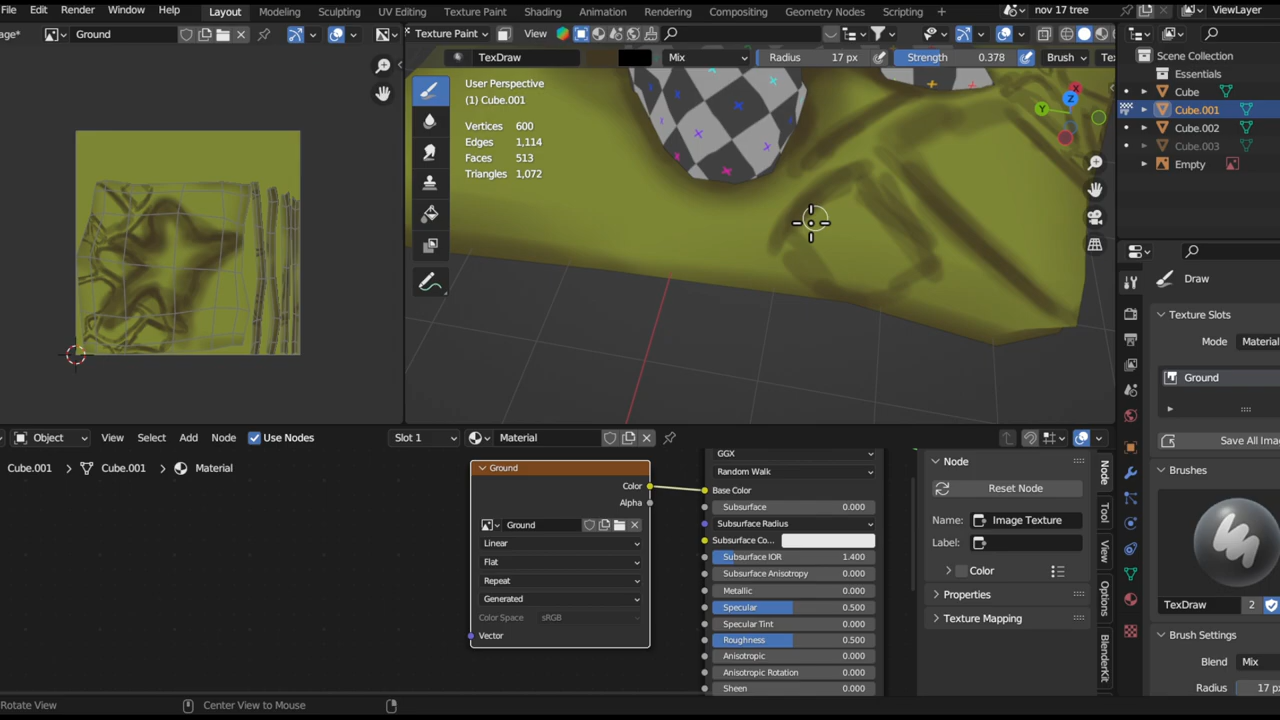 File Edit Render Window Help Layout Modeling Sculpting UV Editing Texture Paint Shading Animation Rendering Compositing Geometry Nodes Scripting nov 17 tree ViewLayer
Ground Texture Paint View
TexDraw Mix Radius 17 px Strength 0.378 Brush
User Perspective
(1) Cube.001
Vertices 600
Edges 1,114
Faces 513
Triangles 1,072
X
Y
Z
Scene Collection
Essentials
Cube
Cube.001
Cube.002
Cube.003
Empty
Draw
Texture Slots
Mode Material
Ground
Save All Imag
Brushes
TexDraw 2
Brush Settings
Blend Mix
Radius 17 px
Object View Select Add Node Use Nodes Slot 1 Material
Cube.001 > Cube.001 > Material
Ground
Color
Alpha
Ground
Linear
Flat
Repeat
Generated
Color Space sRGB
Vector
GGX
Random Walk
Base Color
Subsurface 0.000
Subsurface Radius
Subsurface Co...
Subsurface IOR 1.400
Subsurface Anisotropy 0.000
Metallic 0.000
Specular 0.500
Specular Tint 0.000
Roughness 0.500
Anisotropic 0.000
Anisotropic Rotation 0.000
Sheen 0.000
Node
Reset Node
Name: Image Texture
Label:
Color
Properties
Texture Mapping
Node
Tool
View
Options
BlenderKit
Rotate View Center View to Mouse